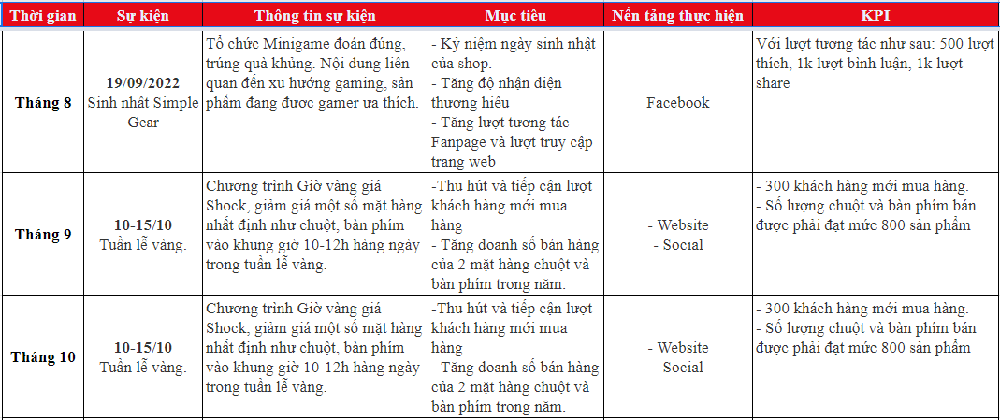 Thời gian
Sự kiện
Thông tin sự kiện
Mục tiêu
Nền tảng thực hiện
KPI
Tháng 8
19/09/2022
Sinh nhật Simple
Gear
Tổ chức Minigame đoán đúng,
trúng quà khủng. Nội dung liên
quan đến xu hướng gaming, sản
phẩm đang được gamer ưa thích.
- Kỷ niệm ngày sinh nhật
của shop.
- Tăng độ nhận diện
thương hiệu
- Tăng lượt tương tác
Fanpage và lượt truy cập
trang web
Facebook
Với lượt tương tác như sau: 500 lượt
thích, 1k lượt bình luận, 1k lượt
share
Tháng 9
10-15/10
Tuần lễ vàng.
Chương trình Giờ vàng giá
Shock, giảm giá một số mặt hàng
nhất định như chuột, bàn phím
vào khung giờ 10-12h hàng ngày
trong tuần lễ vàng.
-Thu hút và tiếp cận lượt
khách hàng mới mua
hàng
- Tăng doanh số bán hàng
của 2 mặt hàng chuột và
bàn phím trong năm.
- Website
- Social
- 300 khách hàng mới mua hàng.
- Số lượng chuột và bàn phím bán
được phải đạt mức 800 sản phẩm
Tháng 10
10-15/10
Tuần lễ vàng.
Chương trình Giờ vàng giá
Shock, giảm giá một số mặt hàng
nhất định như chuột, bàn phím
vào khung giờ 10-12h hàng ngày
trong tuần lễ vàng.
-Thu hút và tiếp cận lượt
khách hàng mới mua
hàng
- Tăng doanh số bán hàng
của 2 mặt hàng chuột và
bàn phím trong năm.
- Website
- Social
- 300 khách hàng mới mua hàng.
- Số lượng chuột và bàn phím bán
được phải đạt mức 800 sản phẩm